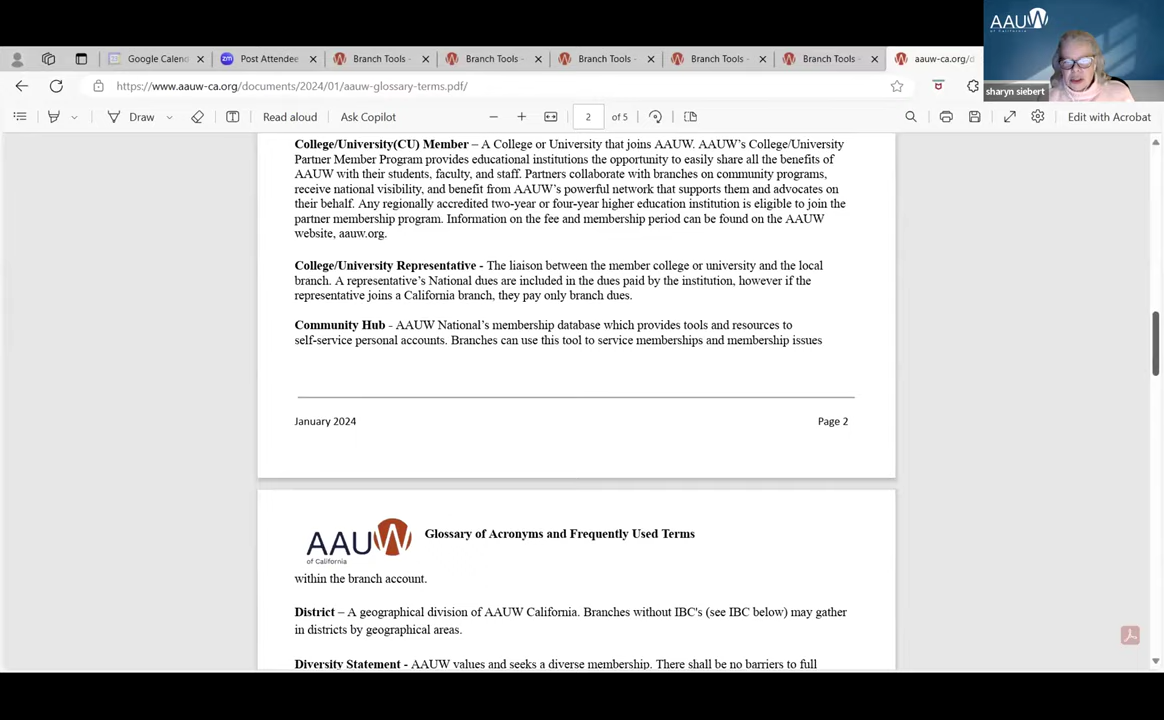 AAUW
of California
sharyn siebert
Google Calend
Post Attendee
Branch Tools -
Branch Tools -
Branch Tools -
Branch Tools -
Branch Tools
aauw-ca.org/d
https://www.aauw-ca.org/documents/2024/01/aauw-glossary-terms.pdf/
Draw
Read aloud
Ask Copilot
2
of 5
Edit with Acrobat
College/University(CU) Member – A College or University that joins AAUW. AAUW's College/University
Partner Member Program provides educational institutions the opportunity to easily share all the benefits of
AAUW with their students, faculty, and staff. Partners collaborate with branches on community programs,
receive national visibility, and benefit from AAUW's powerful network that supports them and advocates on
their behalf. Any regionally accredited two-year or four-year higher education institution is eligible to join the
partner membership program. Information on the fee and membership period can be found on the AAUW
website, aauw.org.
College/University Representative - The liaison between the member college or university and the local
branch. A representative's National dues are included in the dues paid by the institution, however if the
representative joins a California branch, they pay only branch dues.
Community Hub - AAUW National's membership database which provides tools and resources to
self-service personal accounts. Branches can use this tool to service memberships and membership issues
January 2024
Page 2
AAUW
of California
Glossary of Acronyms and Frequently Used Terms
within the branch account.
District – A geographical division of AAUW California. Branches without IBC's (see IBC below) may gather
in districts by geographical areas.
Diversity Statement - AAUW values and seeks a diverse membership. There shall be no barriers to full